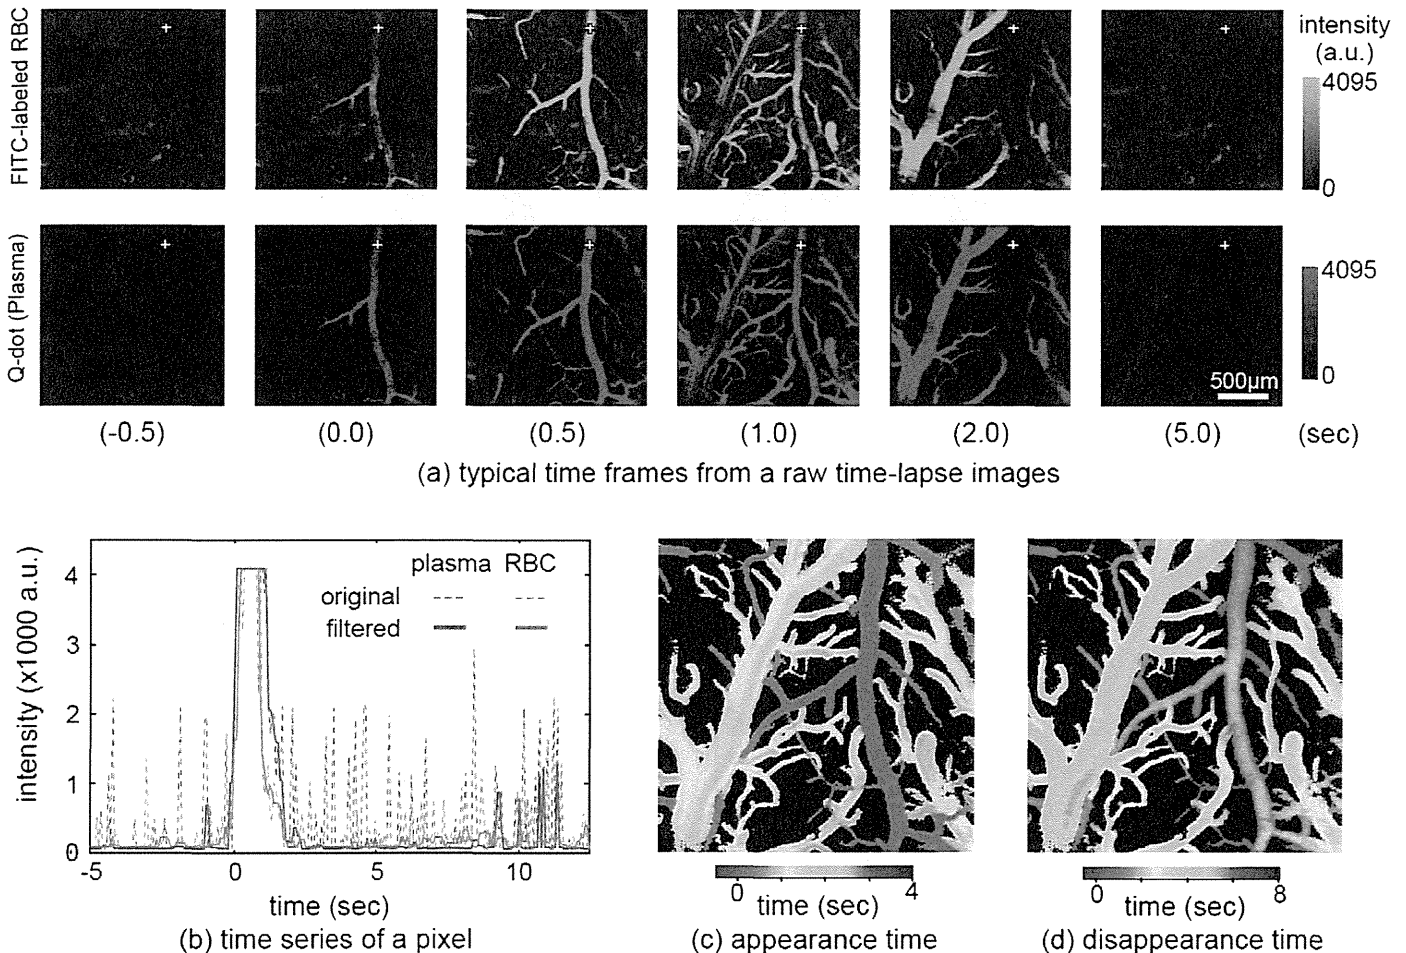 FITC-labeled RBC
intensity
(a.u.)
4095
0
Q-dot (Plasma)
4095
0
500µm
(-0.5) (0.0) (0.5) (1.0) (2.0) (5.0) (sec)
(a) typical time frames from a raw time-lapse images
intensity (x1000 a.u.)
4
3
2
1
0
plasma RBC
original
filtered
-5 0 5 10
time (sec)
(b) time series of a pixel
0 4
time (sec)
(c) appearance time
0 8
time (sec)
(d) disappearance time